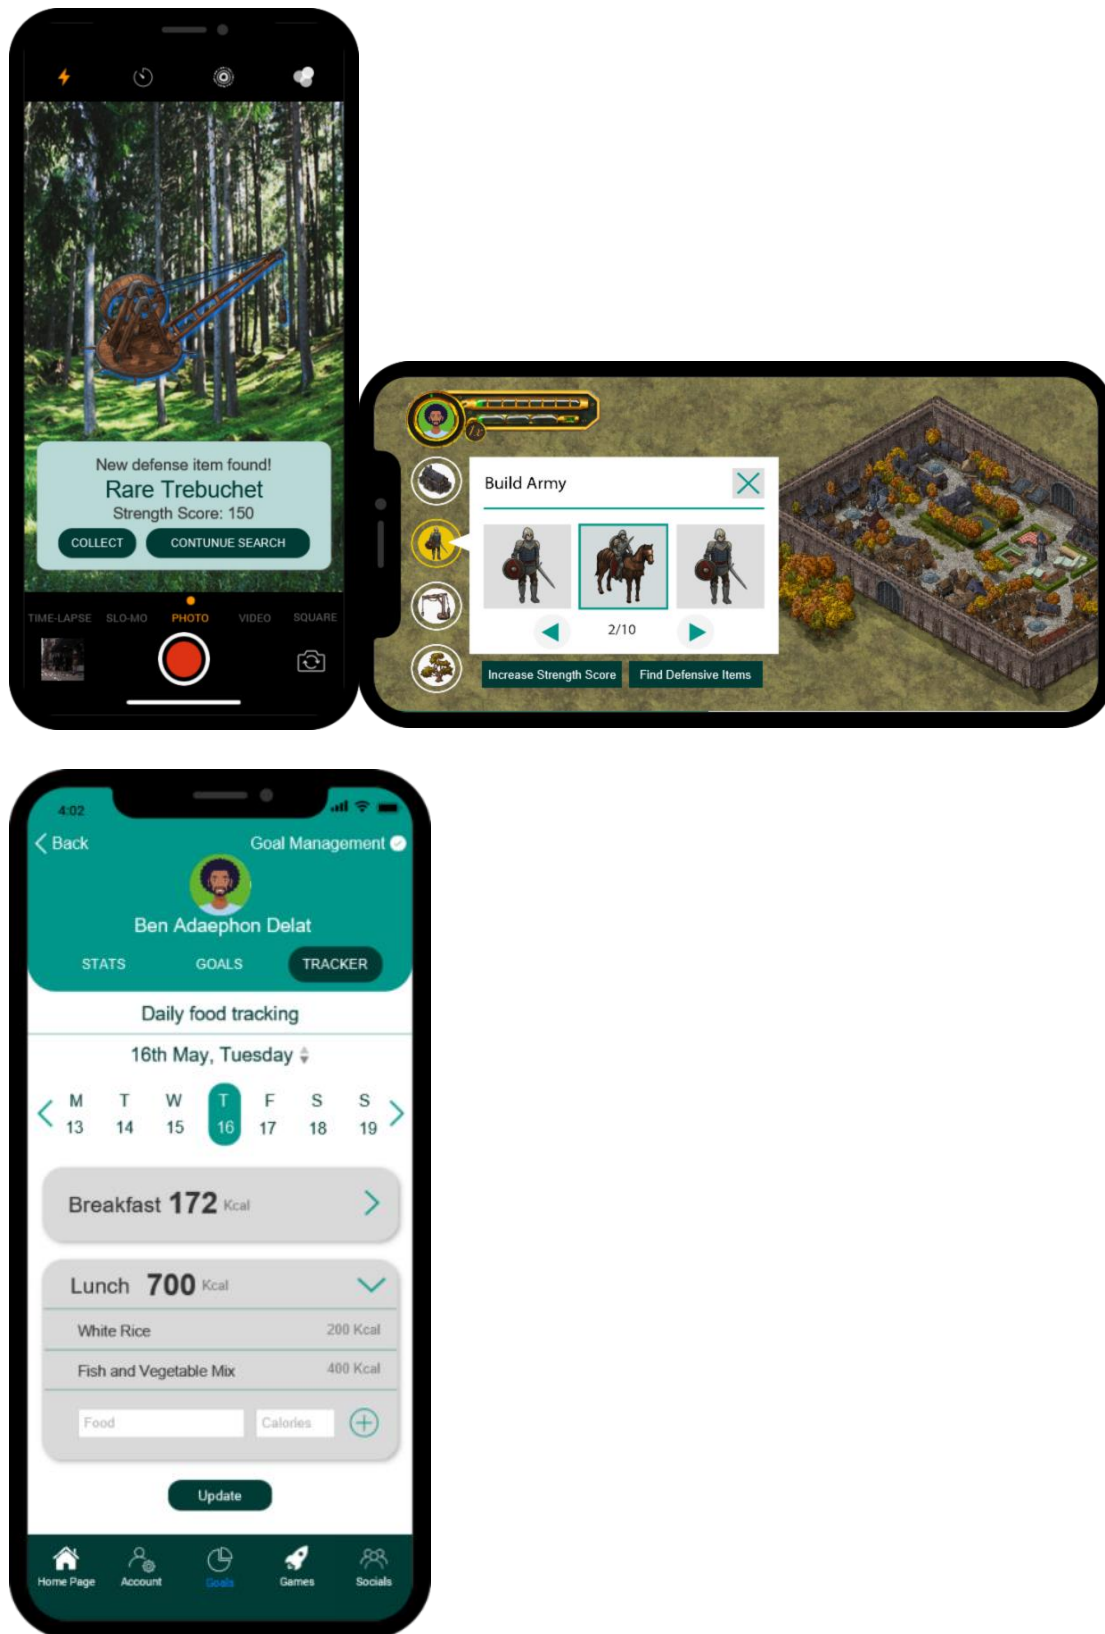 New defense item found!
Rare Trebuchet
Strength Score: 150
COLLECT CONTUNUE SEARCH
TIME-LAPSE SLO-MO PHOTO VIDEO SQUARE
1x
Build Army
2/10
Increase Strength Score Find Defensive Items
4:02
Back Goal Management
Ben Adaephon Delat
STATS GOALS TRACKER
Daily food tracking
16th May, Tuesday
M T W T F S S
13 14 15 16 17 18 19
Breakfast 172 Kcal
Lunch 700 Kcal
White Rice 200 Kcal
Fish and Vegetable Mix 400 Kcal
Food Calories
Update
Home Page Account Goals Games Socials